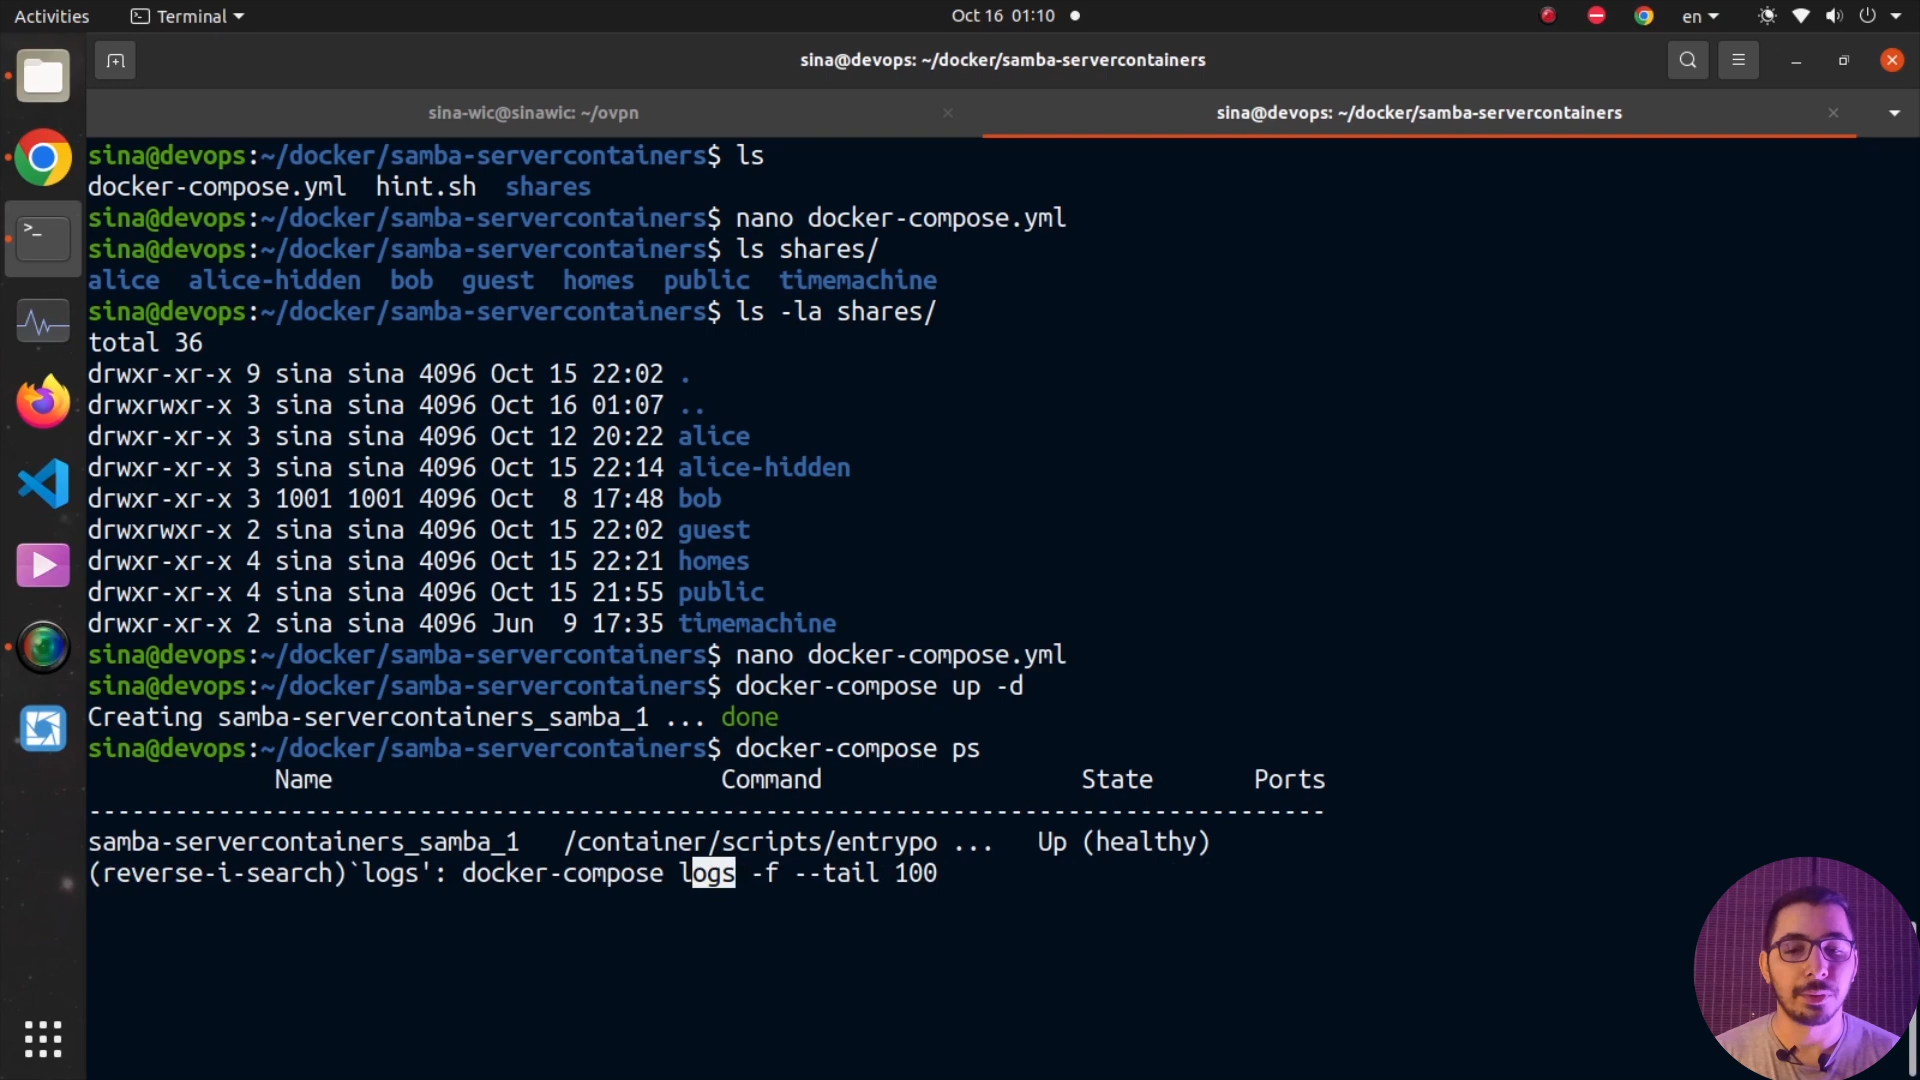 Activities
Terminal
Oct 16 01:10
en
sina@devops: ~/docker/samba-servercontainers
sina-wic@sinawic: ~/ovpn
sina@devops: ~/docker/samba-servercontainers
sina@devops:~/docker/samba-servercontainers$ ls
docker-compose.yml  hint.sh  shares
sina@devops:~/docker/samba-servercontainers$ nano docker-compose.yml
sina@devops:~/docker/samba-servercontainers$ ls shares/
alice  alice-hidden  bob  guest  homes  public  timemachine
sina@devops:~/docker/samba-servercontainers$ ls -la shares/
total 36
drwxr-xr-x 9 sina sina 4096 Oct 15 22:02 .
drwxrwxr-x 3 sina sina 4096 Oct 16 01:07 ..
drwxr-xr-x 3 sina sina 4096 Oct 12 20:22 alice
drwxr-xr-x 3 sina sina 4096 Oct 15 22:14 alice-hidden
drwxr-xr-x 3 1001 1001 4096 Oct  8 17:48 bob
drwxrwxr-x 2 sina sina 4096 Oct 15 22:02 guest
drwxr-xr-x 4 sina sina 4096 Oct 15 22:21 homes
drwxr-xr-x 4 sina sina 4096 Oct 15 21:55 public
drwxr-xr-x 2 sina sina 4096 Jun  9 17:35 timemachine
sina@devops:~/docker/samba-servercontainers$ nano docker-compose.yml
sina@devops:~/docker/samba-servercontainers$ docker-compose up -d
Creating samba-servercontainers_samba_1 ... done
sina@devops:~/docker/samba-servercontainers$ docker-compose ps
Name Command State Ports
--------------------------------------------------------------------------------------
samba-servercontainers_samba_1   /container/scripts/entrypo ...   Up (healthy)
(reverse-i-search)`logs': docker-compose logs -f --tail 100